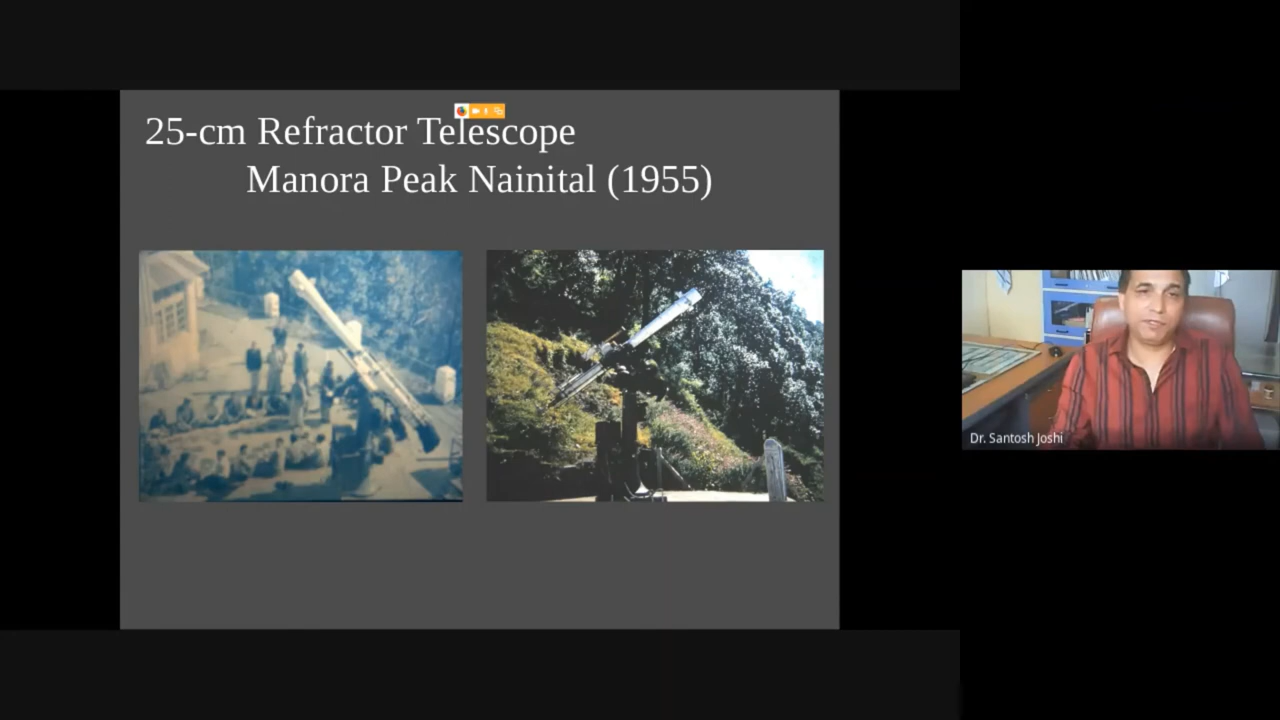 25-cm Refractor Telescope
Manora Peak Nainital (1955)
Dr. Santosh Joshi